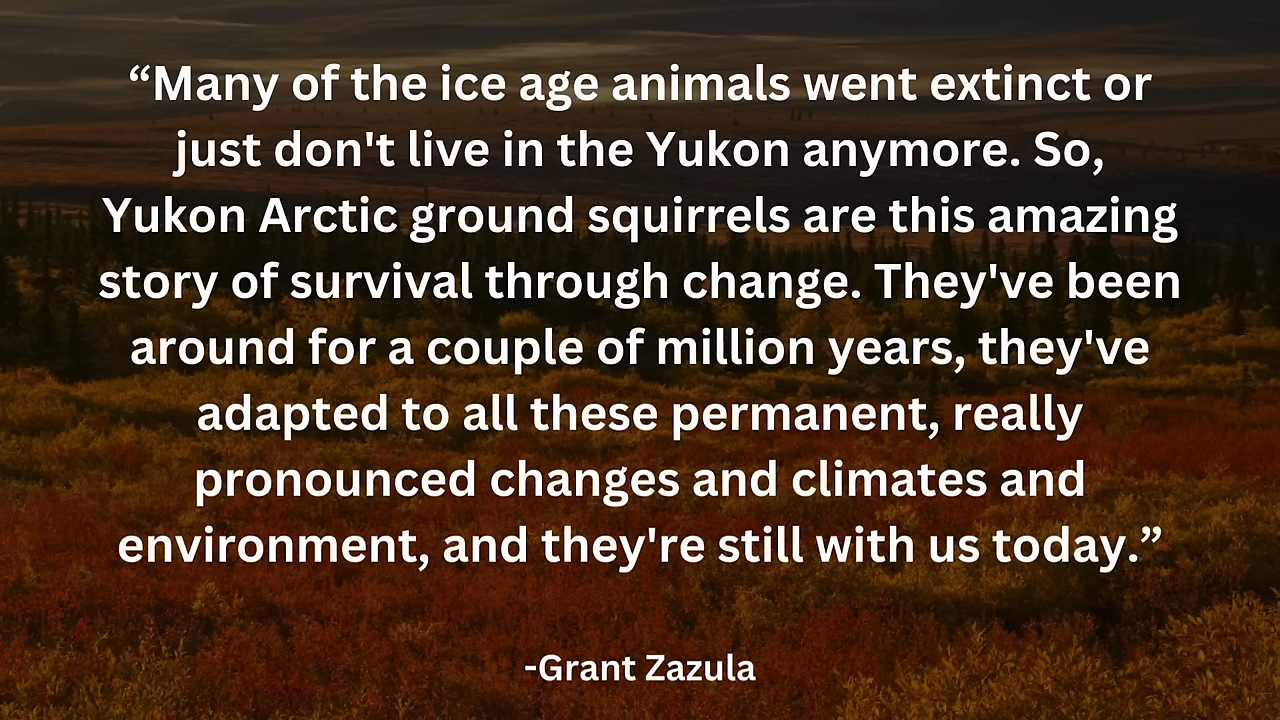 “Many of the ice age animals went extinct or
just don't live in the Yukon anymore. So,
Yukon Arctic ground squirrels are this amazing
story of survival through change. They've been
around for a couple of million years, they've
adapted to all these permanent, really
pronounced changes and climates and
environment, and they're still with us today.”
-Grant Zazula